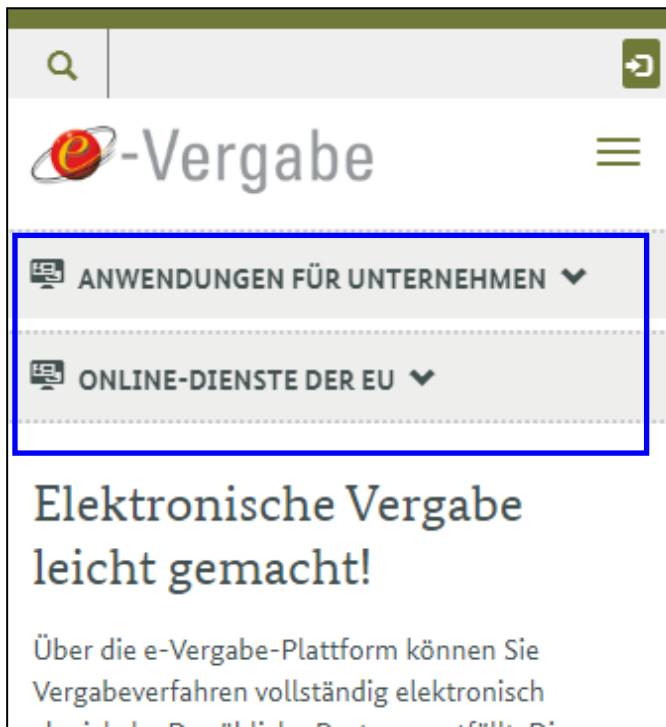 e-Vergabe
ANWENDUNGEN FÜR UNTERNEHMEN
ONLINE-DIENSTE DER EU
Elektronische Vergabe
leicht gemacht!
Über die e-Vergabe-Plattform können Sie
Vergabeverfahren vollständig elektronisch